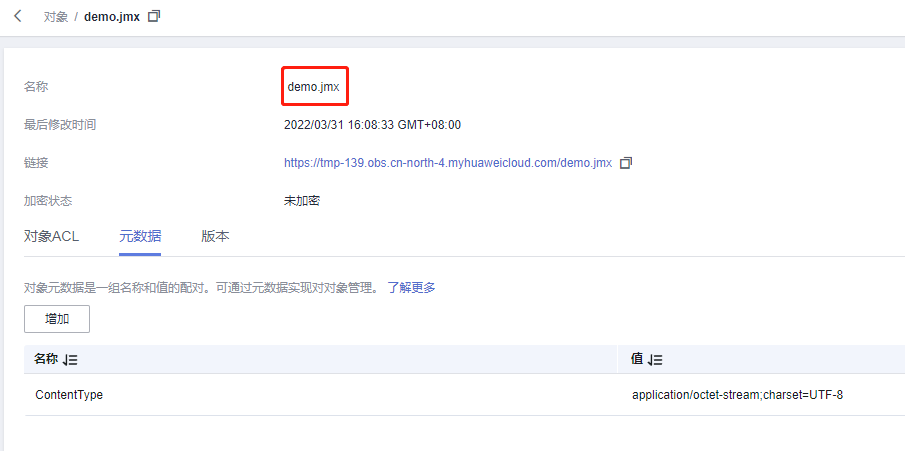 对象 / demo.jmx
名称 demo.jmx
最后修改时间 2022/03/31 16:08:33 GMT+08:00
链接 https://tmp-139.obs.cn-north-4.myhuaweicloud.com/demo.jmx
加密状态 未加密
对象ACL 元数据 版本
对象元数据是一组名称和值的配对。可通过元数据实现对对象管理。 了解更多
增加
名称 值
ContentType application/octet-stream;charset=UTF-8